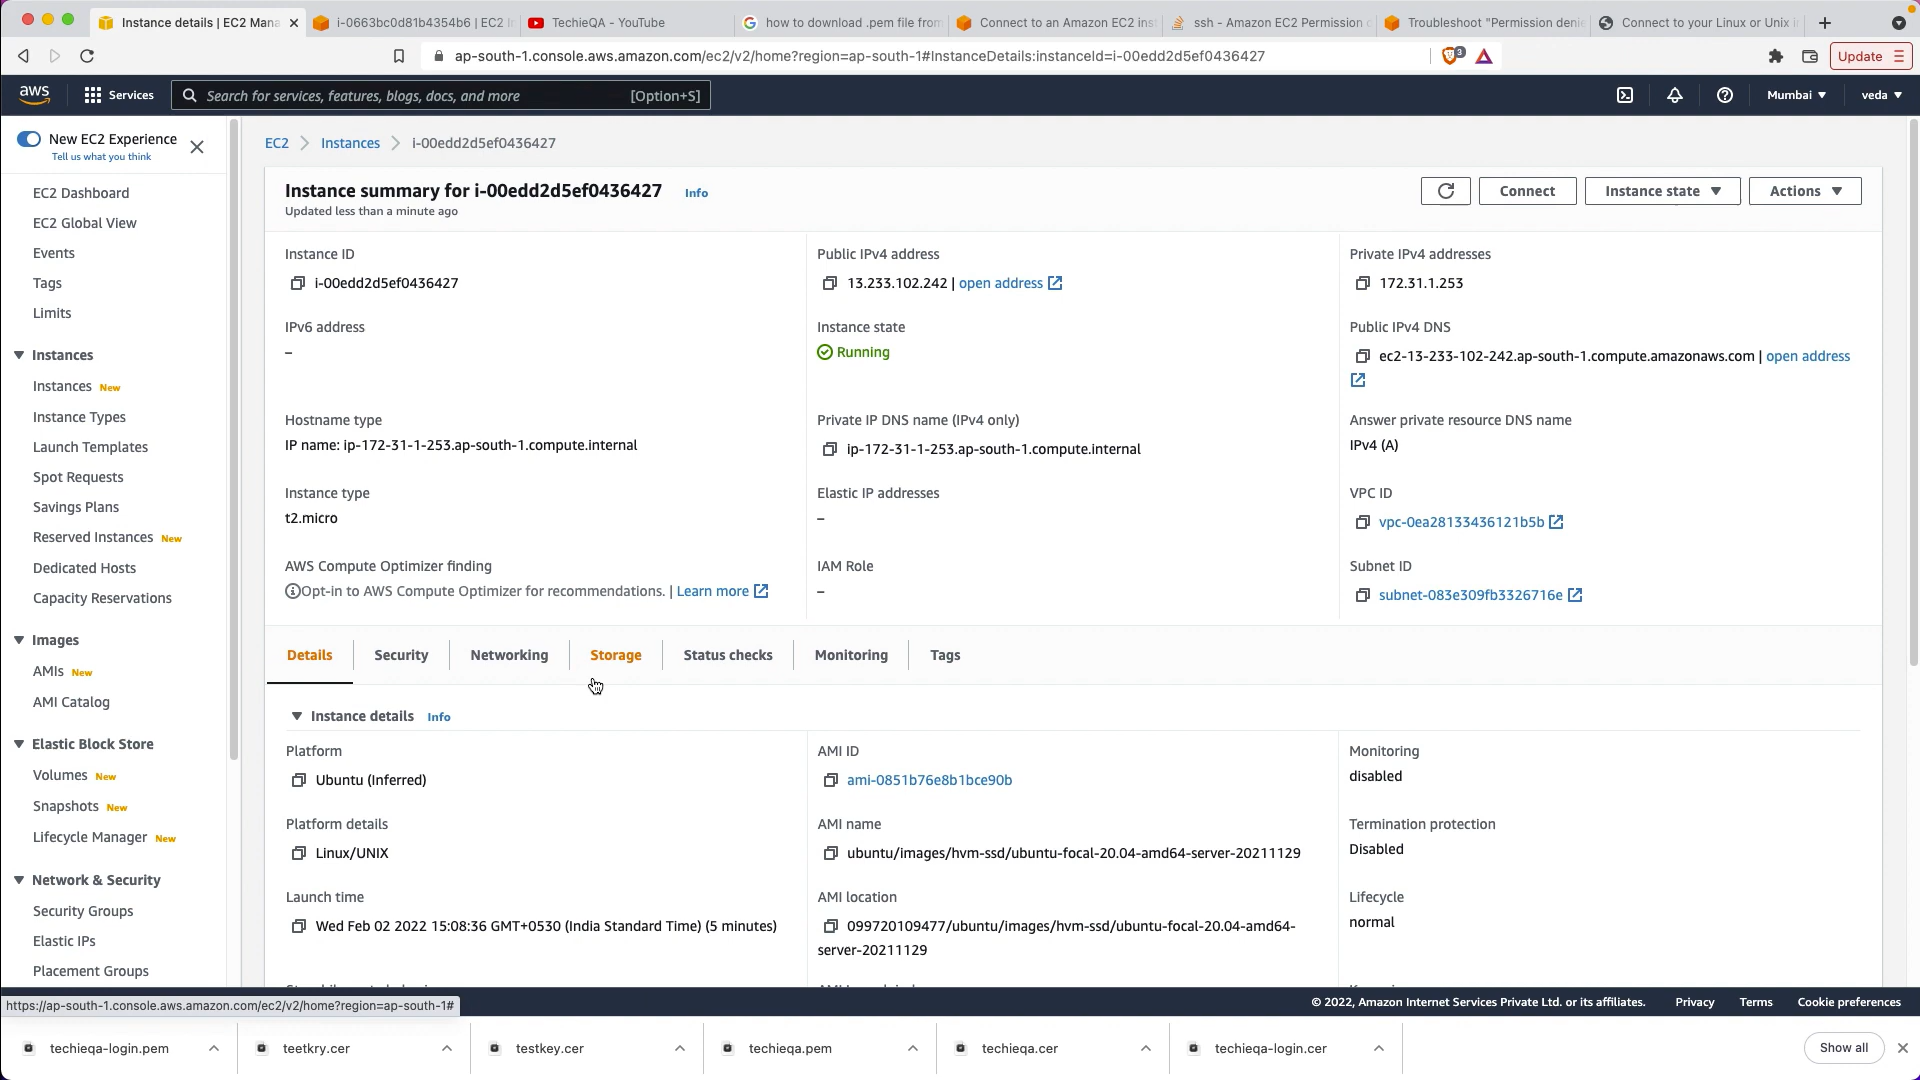 Instance details | EC2 Mana
i-0663bc0d81b4354b6 | EC2 I
TechieQA - YouTube
how to download .pem file from
Connect to an Amazon EC2 inst
ssh - Amazon EC2 Permission d
Troubleshoot "Permission denie
Connect to your Linux or Unix i
ap-south-1.console.aws.amazon.com/ec2/v2/home?region=ap-south-1#InstanceDetails:instanceId=i-00edd2d5ef0436427
3
Update
aws
Services
Search for services, features, blogs, docs, and more
[Option+S]
Mumbai
veda
New EC2 Experience
Tell us what you think
EC2 Dashboard
EC2 Global View
Events
Tags
Limits
Instances
Instances New
Instance Types
Launch Templates
Spot Requests
Savings Plans
Reserved Instances New
Dedicated Hosts
Capacity Reservations
Images
AMIs New
AMI Catalog
Elastic Block Store
Volumes New
Snapshots New
Lifecycle Manager New
Network & Security
Security Groups
Elastic IPs
Placement Groups
EC2 > Instances > i-00edd2d5ef0436427
Instance summary for i-00edd2d5ef0436427 Info
Updated less than a minute ago
Connect
Instance state
Actions
Instance ID
i-00edd2d5ef0436427
Public IPv4 address
13.233.102.242 | open address
Private IPv4 addresses
172.31.1.253
IPv6 address
–
Instance state
Running
Public IPv4 DNS
ec2-13-233-102-242.ap-south-1.compute.amazonaws.com | open address
Hostname type
IP name: ip-172-31-1-253.ap-south-1.compute.internal
Private IP DNS name (IPv4 only)
ip-172-31-1-253.ap-south-1.compute.internal
Answer private resource DNS name
IPv4 (A)
Instance type
t2.micro
Elastic IP addresses
–
VPC ID
vpc-0ea28133436121b5b
AWS Compute Optimizer finding
Opt-in to AWS Compute Optimizer for recommendations. | Learn more
IAM Role
–
Subnet ID
subnet-083e309fb3326716e
Details
Security
Networking
Storage
Status checks
Monitoring
Tags
Instance details Info
Platform
Ubuntu (Inferred)
AMI ID
ami-0851b76e8b1bce90b
Monitoring
disabled
Platform details
Linux/UNIX
AMI name
ubuntu/images/hvm-ssd/ubuntu-focal-20.04-amd64-server-20211129
Termination protection
Disabled
Launch time
Wed Feb 02 2022 15:08:36 GMT+0530 (India Standard Time) (5 minutes)
AMI location
099720109477/ubuntu/images/hvm-ssd/ubuntu-focal-20.04-amd64-
server-20211129
Lifecycle
normal
https://ap-south-1.console.aws.amazon.com/ec2/v2/home?region=ap-south-1#
© 2022, Amazon Internet Services Private Ltd. or its affiliates.
Privacy
Terms
Cookie preferences
techieqa-login.pem
teetkry.cer
testkey.cer
techieqa.pem
techieqa.cer
techieqa-login.cer
Show all